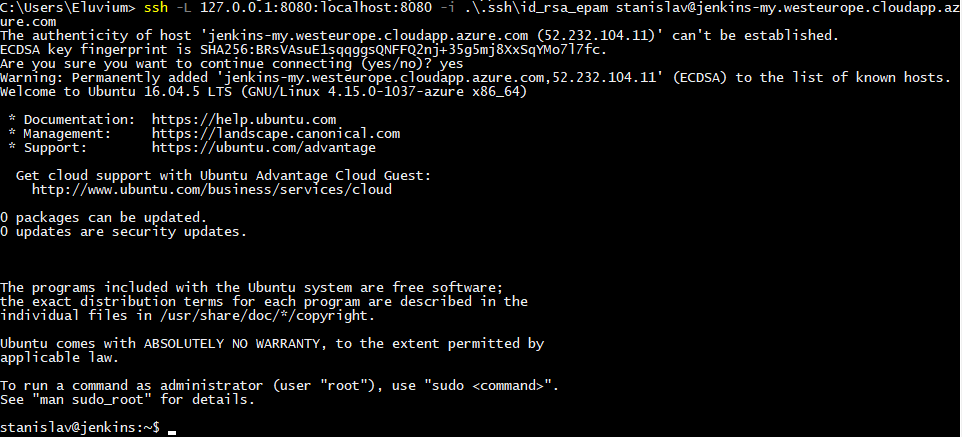 C:\Users\Eluvium> ssh -L 127.0.0.1:8080:localhost:8080 -i .\.ssh\id_rsa_epam stanislav@jenkins-my.westeurope.cloudapp.az
ure.com
The authenticity of host 'jenkins-my.westeurope.cloudapp.azure.com (52.232.104.11)' can't be established.
ECDSA key fingerprint is SHA256:BRsVAsuE1sqqggsQNFFQ2nj+35g5mj8XxSqYMo7l7fc.
Are you sure you want to continue connecting (yes/no)? yes
Warning: Permanently added 'jenkins-my.westeurope.cloudapp.azure.com,52.232.104.11' (ECDSA) to the list of known hosts.
Welcome to Ubuntu 16.04.5 LTS (GNU/Linux 4.15.0-1037-azure x86_64)
* Documentation:  https://help.ubuntu.com
* Management:     https://landscape.canonical.com
* Support:        https://ubuntu.com/advantage
Get cloud support with Ubuntu Advantage Cloud Guest:
http://www.ubuntu.com/business/services/cloud
0 packages can be updated.
0 updates are security updates.
The programs included with the Ubuntu system are free software;
the exact distribution terms for each program are described in the
individual files in /usr/share/doc/*/copyright.
Ubuntu comes with ABSOLUTELY NO WARRANTY, to the extent permitted by
applicable law.
To run a command as administrator (user "root"), use "sudo <command>".
See "man sudo_root" for details.
stanislav@jenkins:~$